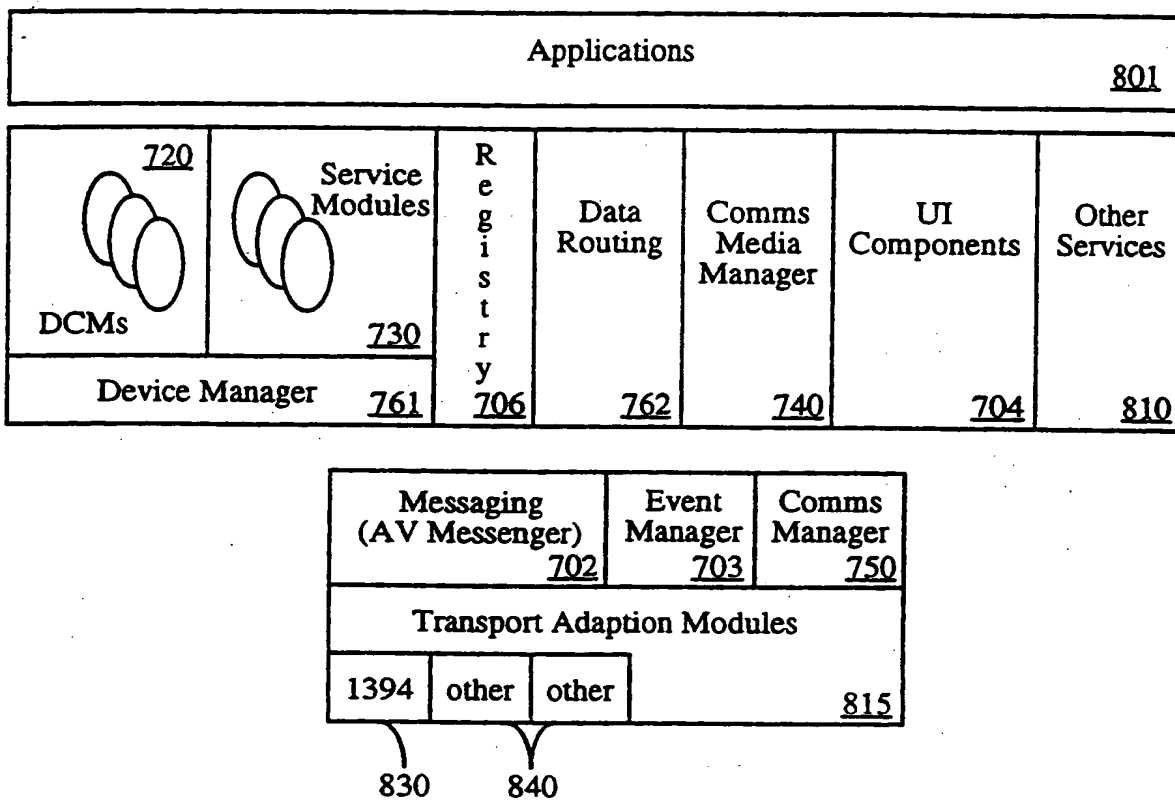 Applications
801
720
DCMs
Service
Modules
730
Device Manager
761
Registry
706
Data
Routing
762
Comms
Media
Manager
740
UI
Components
704
Other
Services
810
Messaging
(AV Messenger)
702
Event
Manager
703
Comms
Manager
750
Transport Adaption Modules
1394
other
other
815
830
840